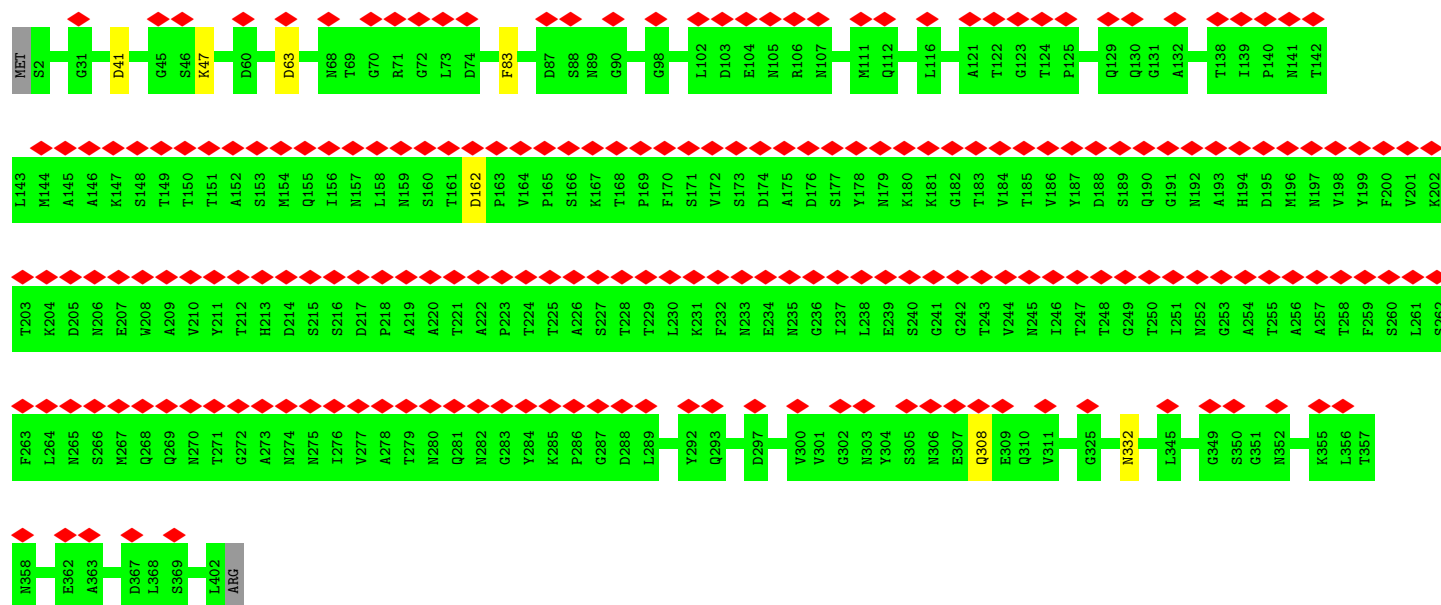 MET S2 G31 D41 G45 S46 K47 D60 D63 N68 T69 G70 R71 G72 L73 D74 F83 D87 S88 N89 G90 G98 L102 D103 E104 N105 R106 N107 M111 Q112 L116 A121 T122 G123 T124 P125 Q129 Q130 G131 A132 T138 I139 P140 N141 T142
L143 M144 A145 A146 K147 S148 T149 T150 T151 A152 S153 M154 Q155 I156 N157 L158 N159 S160 T161 D162 P163 V164 P165 S166 K167 T168 P169 F170 S171 V172 S173 D174 A175 D176 S177 Y178 N179 K180 K181 G182 T183 V184 T185 V186 Y187 D188 S189 Q190 G191 N192 A193 H194 D195 M196 N197 V198 Y199 F200 V201 K202
T203 K204 D205 N206 E207 W208 A209 V210 Y211 T212 H213 D214 S215 S216 D217 P218 A219 A220 T221 A222 P223 T224 T225 A226 S227 T228 T229 L230 K231 F232 N233 E234 N235 G236 I237 L238 E239 S240 G241 G242 T243 V244 N245 I246 T247 T248 G249 T250 I251 N252 G253 A254 T255 A256 A257 T258 F259 S260 L261 S262
F263 L264 N265 S266 M267 Q268 Q269 N270 T271 G272 A273 N274 N275 I276 V277 A278 T279 N280 Q281 N282 G283 Y284 K285 P286 G287 D288 L289 Y292 Q293 D297 V300 V301 G302 N303 Y304 S305 N306 E307 Q308 E309 Q310 V311 G325 N332 L345 G349 S350 G351 N352 K355 L356 T357
N358 E362 A363 D367 L368 S369 L402 ARG